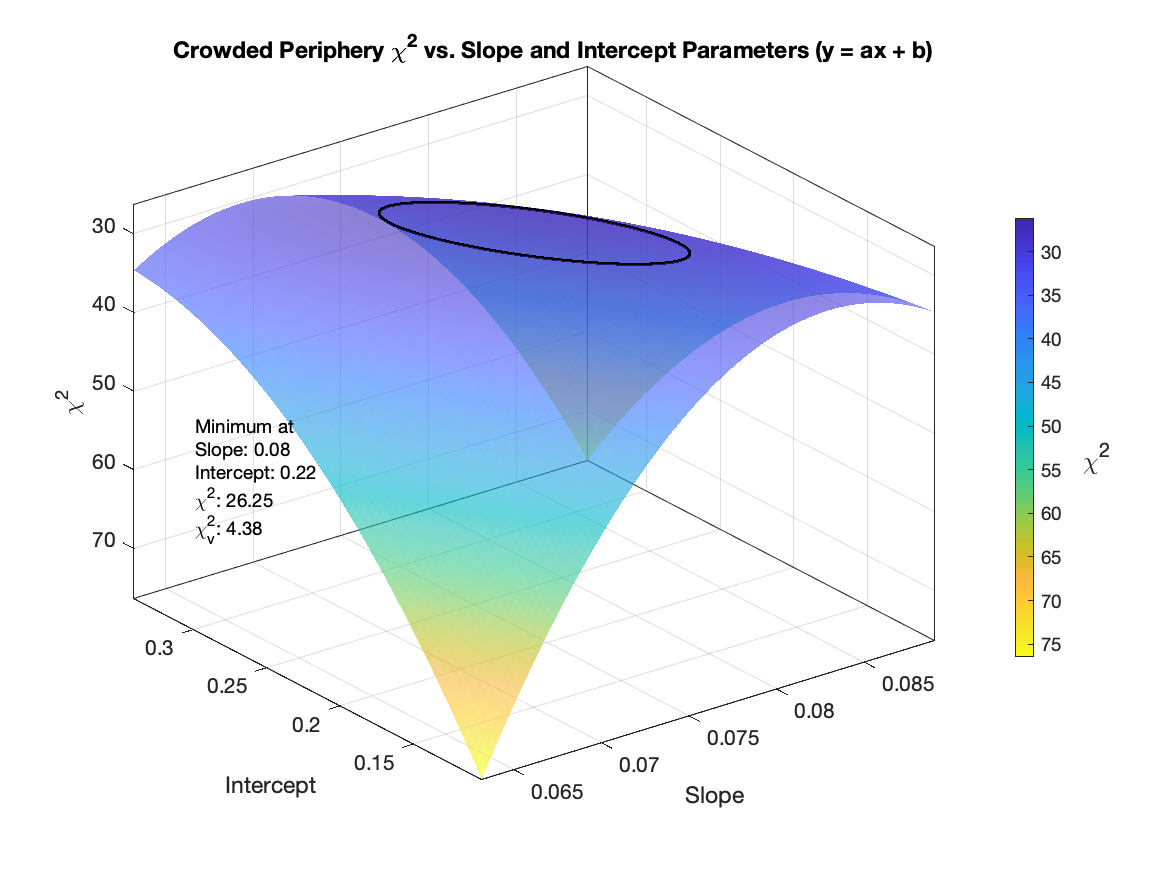 Crowded Periphery χ² vs. Slope and Intercept Parameters (y = ax + b)
30
40
50
60
70
χ²
Minimum at
Slope: 0.08
Intercept: 0.22
χ²: 26.25
χ²ᵥ: 4.38
0.3
0.25
0.2
0.15
Intercept
0.065
0.07
0.075
0.08
0.085
Slope
30
35
40
45
50
55
60
65
70
75
χ²